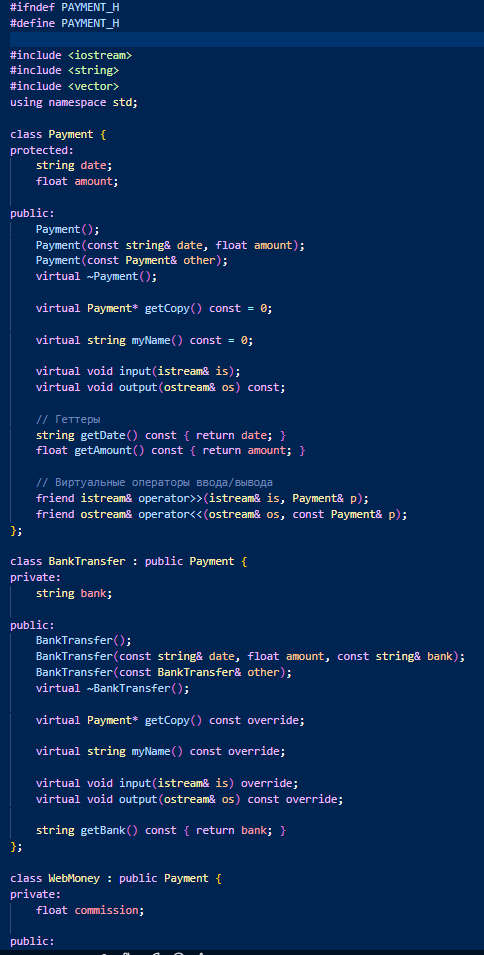 #ifndef PAYMENT_H
#define PAYMENT_H
#include <iostream>
#include <string>
#include <vector>
using namespace std;
class Payment {
protected:
string date;
float amount;
public:
Payment();
Payment(const string& date, float amount);
Payment(const Payment& other);
virtual ~Payment();
virtual Payment* getCopy() const = 0;
virtual string myName() const = 0;
virtual void input(istream& is);
virtual void output(ostream& os) const;
// Геттеры
string getDate() const { return date; }
float getAmount() const { return amount; }
// Виртуальные операторы ввода/вывода
friend istream& operator>>(istream& is, Payment& p);
friend ostream& operator<<(ostream& os, const Payment& p);
};
class BankTransfer : public Payment {
private:
string bank;
public:
BankTransfer();
BankTransfer(const string& date, float amount, const string& bank);
BankTransfer(const BankTransfer& other);
virtual ~BankTransfer();
virtual Payment* getCopy() const override;
virtual string myName() const override;
virtual void input(istream& is) override;
virtual void output(ostream& os) const override;
string getBank() const { return bank; }
};
class WebMoney : public Payment {
private:
float commission;
public: